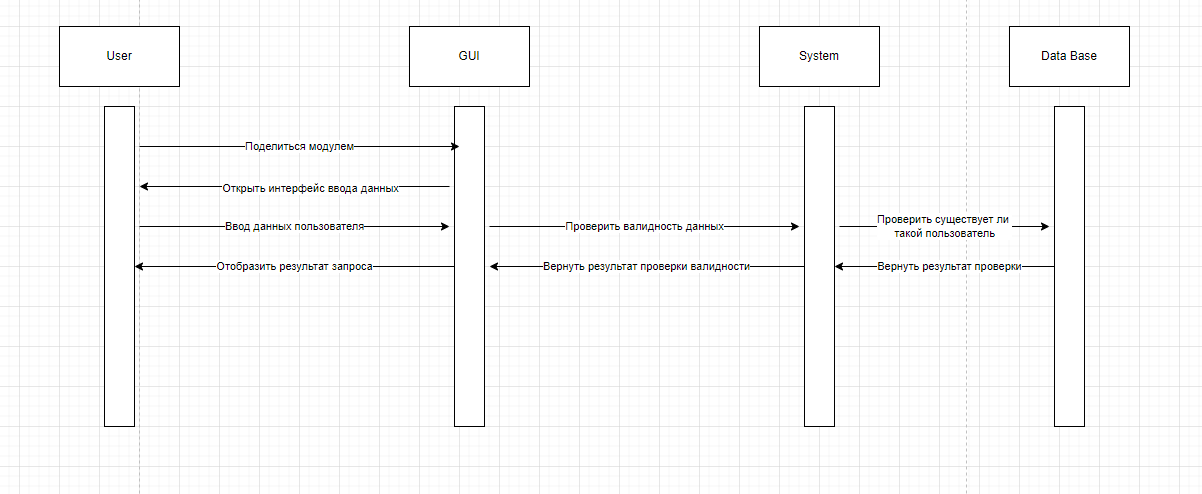 User
GUI
System
Data Base
Поделиться модулем
Открыть интерфейс ввода данных
Ввод данных пользователя
Проверить валидность данных
Проверить существует ли
такой пользователь
Отобразить результат запроса
Вернуть результат проверки валидности
Вернуть результат проверки